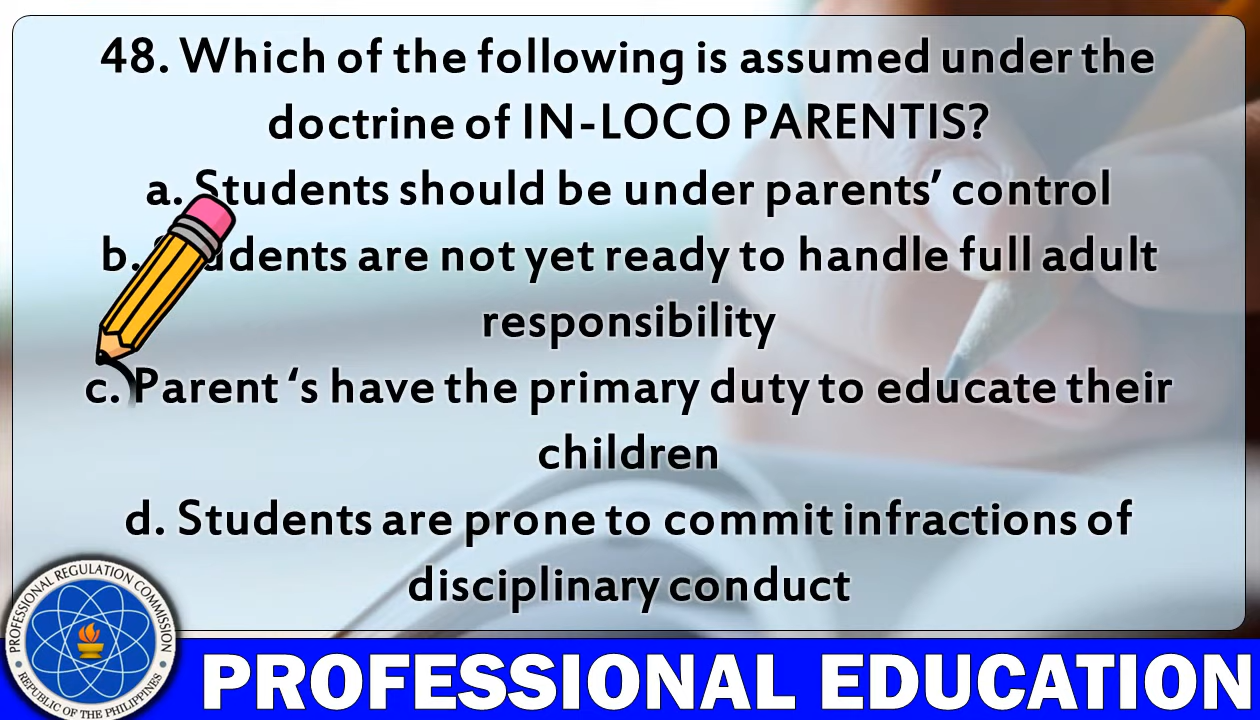 48. Which of the following is assumed under the
doctrine of IN-LOCO PARENTIS?
a. Students should be under parents’ control
b. Students are not yet ready to handle full adult
responsibility
c. Parent ‘s have the primary duty to educate their
children
d. Students are prone to commit infractions of
disciplinary conduct
PROFESSIONAL REGULATION COMMISSION
REPUBLIC OF THE PHILIPPINES
PROFESSIONAL EDUCATION